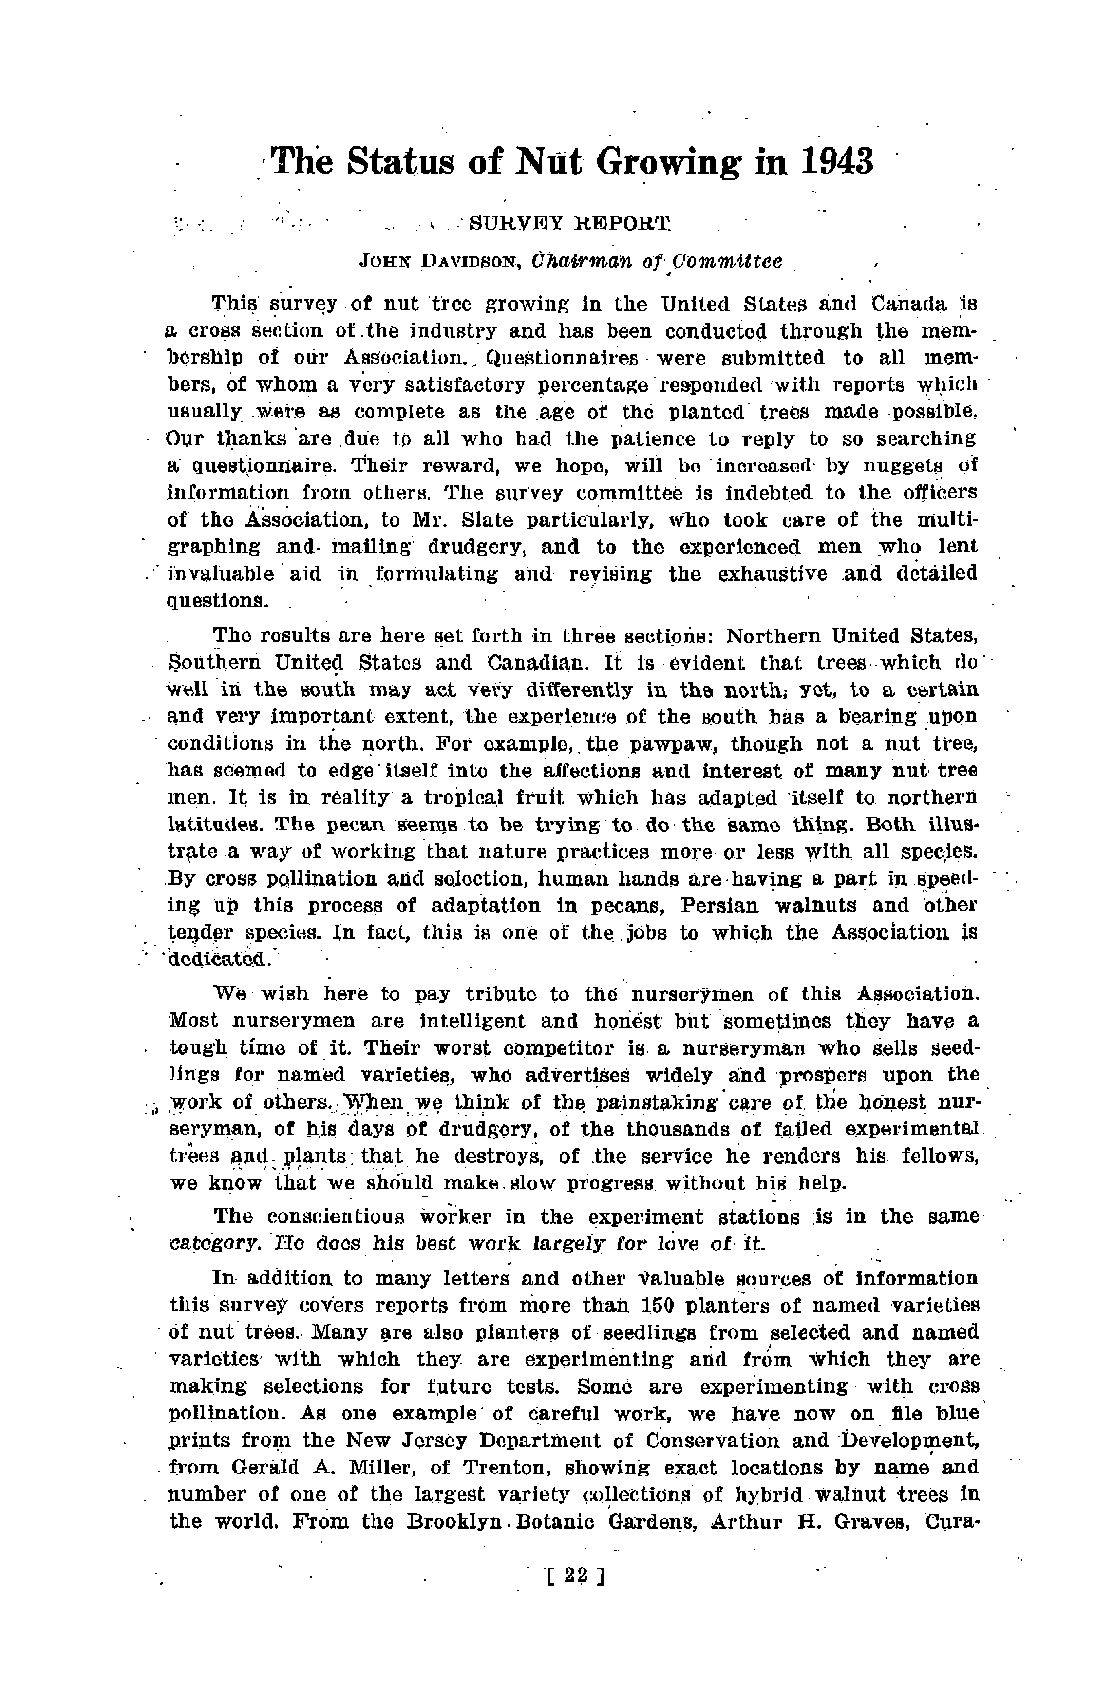 The Status of Nut Growing in 1943
SURVEY REPORT
JOHN DAVIDSON, Chairman of Committee
This survey of nut tree growing in the United States and Canada is
a cross section of the industry and has been conducted through the mem-
bership of our Association. Questionnaires were submitted to all mem-
bers, of whom a very satisfactory percentage responded with reports which
usually were as complete as the age of the planted trees made possible.
Our thanks are due to all who had the patience to reply to so searching
a questionnaire. Their reward, we hope, will be increased by nuggets of
information from others. The survey committee is indebted to the officers
of the Association, to Mr. Slate particularly, who took care of the multi-
graphing and mailing drudgery, and to the experienced men who lent
invaluable aid in formulating and revising the exhaustive and detailed
questions.
The results are here set forth in three sections: Northern United States,
Southern United States and Canadian. It is evident that trees which do
well in the south may act very differently in the north; yet, to a certain
and very important extent, the experience of the south has a bearing upon
conditions in the north. For example, the pawpaw, though not a nut tree,
has seemed to edge itself into the affections and interest of many nut tree
men. It is in reality a tropical fruit which has adapted itself to northern
latitudes. The pecan seems to be trying to do the same thing. Both illus-
trate a way of working that nature practices more or less with all species.
By cross pollination and selection, human hands are having a part in speed-
ing up this process of adaptation in pecans, Persian walnuts and other
tender species. In fact, this is one of the jobs to which the Association is
dedicated.
We wish here to pay tribute to the nurserymen of this Association.
Most nurserymen are intelligent and honest but sometimes they have a
tough time of it. Their worst competitor is a nurseryman who sells seed-
lings for named varieties, who advertises widely and prospers upon the
work of others. When we think of the painstaking care of the honest nur-
seryman, of his days of drudgery, of the thousands of failed experimental
trees and plants that he destroys, of the service he renders his fellows,
we know that we should make slow progress without his help.
The conscientious worker in the experiment stations is in the same
category. He does his best work largely for love of it.
In addition to many letters and other valuable sources of information
this survey covers reports from more than 150 planters of named varieties
of nut trees. Many are also planters of seedlings from selected and named
varieties with which they are experimenting and from which they are
making selections for future tests. Some are experimenting with cross
pollination. As one example of careful work, we have now on file blue
prints from the New Jersey Department of Conservation and Development,
from Gerald A. Miller, of Trenton, showing exact locations by name and
number of one of the largest variety collections of hybrid walnut trees in
the world. From the Brooklyn Botanic Gardens, Arthur H. Graves, Cura-
[ 22 ]